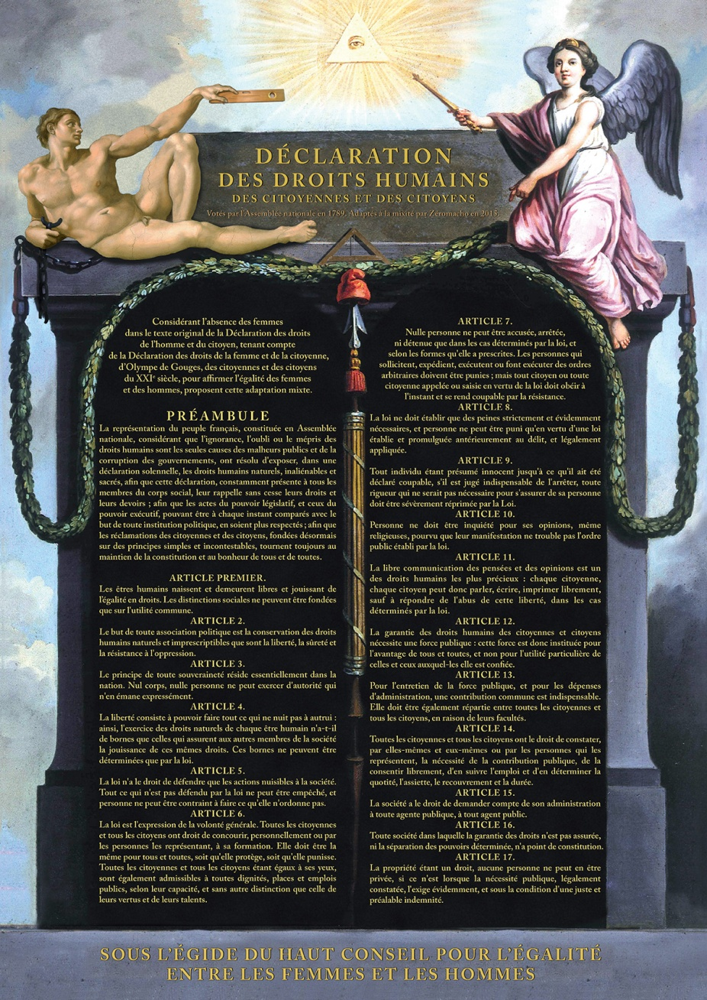 DÉCLARATION
DES DROITS HUMAINS
DES CITOYENNES ET DES CITOYENS
Votés par l'Assemblée nationale en 1789. Adaptés à la mixité par Zéromacho en 2015.
Considérant l'absence des femmes
dans le texte original de la Déclaration des droits
de l'homme et du citoyen, tenant compte
de la Déclaration des droits de la femme et de la citoyenne,
d'Olympe de Gouges, des citoyennes et des citoyens
du XXIe siècle, pour affirmer l'égalité des femmes
et des hommes, proposent cette adaptation mixte.
PRÉAMBULE
La représentation du peuple français, constituée en Assemblée
nationale, considérant que l'ignorance, l'oubli ou le mépris des
droits humains sont les seules causes des malheurs publics et de la
corruption des gouvernements, ont résolu d'exposer, dans une
déclaration solennelle, les droits humains naturels, inaliénables et
sacrés, afin que cette déclaration, constamment présente à tous les
membres du corps social, leur rappelle sans cesse leurs droits et
leurs devoirs ; afin que les actes du pouvoir législatif, et ceux du
pouvoir exécutif, pouvant être à chaque instant comparés avec le
but de toute institution politique, en soient plus respectés ; afin que
les réclamations des citoyennes et des citoyens, fondées désormais
sur des principes simples et incontestables, tournent toujours au
maintien de la constitution et au bonheur de tous et de toutes.
ARTICLE PREMIER.
Les êtres humains naissent et demeurent libres et jouissant de
l'égalité en droits. Les distinctions sociales ne peuvent être fondées
que sur l'utilité commune.
ARTICLE 2.
Le but de toute association politique est la conservation des droits
humains naturels et imprescriptibles que sont la liberté, la sûreté et
la résistance à l'oppression.
ARTICLE 3.
Le principe de toute souveraineté réside essentiellement dans la
nation. Nul corps, nulle personne ne peut exercer d'autorité qui
n'en émane expressément.
ARTICLE 4.
La liberté consiste à pouvoir faire tout ce qui ne nuit pas à autrui :
ainsi, l'exercice des droits naturels de chaque être humain n'a-t-il
de bornes que celles qui assurent aux autres membres de la société
la jouissance de ces mêmes droits. Ces bornes ne peuvent être
déterminées que par la loi.
ARTICLE 5.
La loi n'a le droit de défendre que les actions nuisibles à la société.
Tout ce qui n'est pas défendu par la loi ne peut être empêché, et
personne ne peut être contraint à faire ce qu'elle n'ordonne pas.
ARTICLE 6.
La loi est l'expression de la volonté générale. Toutes les citoyennes
et tous les citoyens ont droit de concourir, personnellement ou par
les personnes les représentant, à sa formation. Elle doit être la
même pour tous et toutes, soit qu'elle protège, soit qu'elle punisse.
Toutes les citoyennes et tous les citoyens étant égaux à ses yeux,
sont également admissibles à toutes dignités, places et emplois
publics, selon leur capacité, et sans autre distinction que celle de
leurs vertus et de leurs talents.
ARTICLE 7.
Nulle personne ne peut être accusée, arrêtée,
ni détenue que dans les cas déterminés par la loi, et
selon les formes qu'elle a prescrites. Les personnes qui
sollicitent, expédient, exécutent ou font exécuter des ordres
arbitraires doivent être punies ; mais tout citoyen ou toute
citoyenne appelée ou saisie en vertu de la loi doit obéir à
l'instant et se rend coupable par la résistance.
ARTICLE 8.
La loi ne doit établir que des peines strictement et évidemment
nécessaires, et personne ne peut être puni qu'en vertu d'une loi
établie et promulguée antérieurement au délit, et légalement
appliquée.
ARTICLE 9.
Tout individu étant présumé innocent jusqu'à ce qu'il ait été
déclaré coupable, s'il est jugé indispensable de l'arrêter, toute
rigueur qui ne serait pas nécessaire pour s'assurer de sa personne
doit être sévèrement réprimée par la Loi.
ARTICLE 10.
Personne ne doit être inquiété pour ses opinions, même
religieuses, pourvu que leur manifestation ne trouble pas l'ordre
public établi par la loi.
ARTICLE 11.
La libre communication des pensées et des opinions est un
des droits humains les plus précieux : chaque citoyenne,
chaque citoyen peut donc parler, écrire, imprimer librement,
sauf à répondre de l'abus de cette liberté, dans les cas
déterminés par la loi.
ARTICLE 12.
La garantie des droits humains des citoyennes et citoyens
nécessite une force publique : cette force est donc instituée pour
l'avantage de tous et toutes, et non pour l'utilité particulière de
celles et ceux auxquel-les elle est confiée.
ARTICLE 13.
Pour l'entretien de la force publique, et pour les dépenses
d'administration, une contribution commune est indispensable.
Elle doit être également répartie entre toutes les citoyennes et
tous les citoyens, en raison de leurs facultés.
ARTICLE 14.
Toutes les citoyennes et tous les citoyens ont le droit de constater,
par elles-mêmes et eux-mêmes ou par les personnes qui les
représentent, la nécessité de la contribution publique, de la
consentir librement, d'en suivre l'emploi et d'en déterminer la
quotité, l'assiette, le recouvrement et la durée.
ARTICLE 15.
La société a le droit de demander compte de son administration
à toute agente publique, à tout agent public.
ARTICLE 16.
Toute société dans laquelle la garantie des droits n'est pas assurée,
ni la séparation des pouvoirs déterminée, n'a point de constitution.
ARTICLE 17.
La propriété étant un droit, aucune personne ne peut en être
privée, si ce n'est lorsque la nécessité publique, légalement
constatée, l'exige évidemment, et sous la condition d'une juste et
préalable indemnité.
SOUS L'ÉGIDE DU HAUT CONSEIL POUR L'ÉGALITÉ
ENTRE LES FEMMES ET LES HOMMES